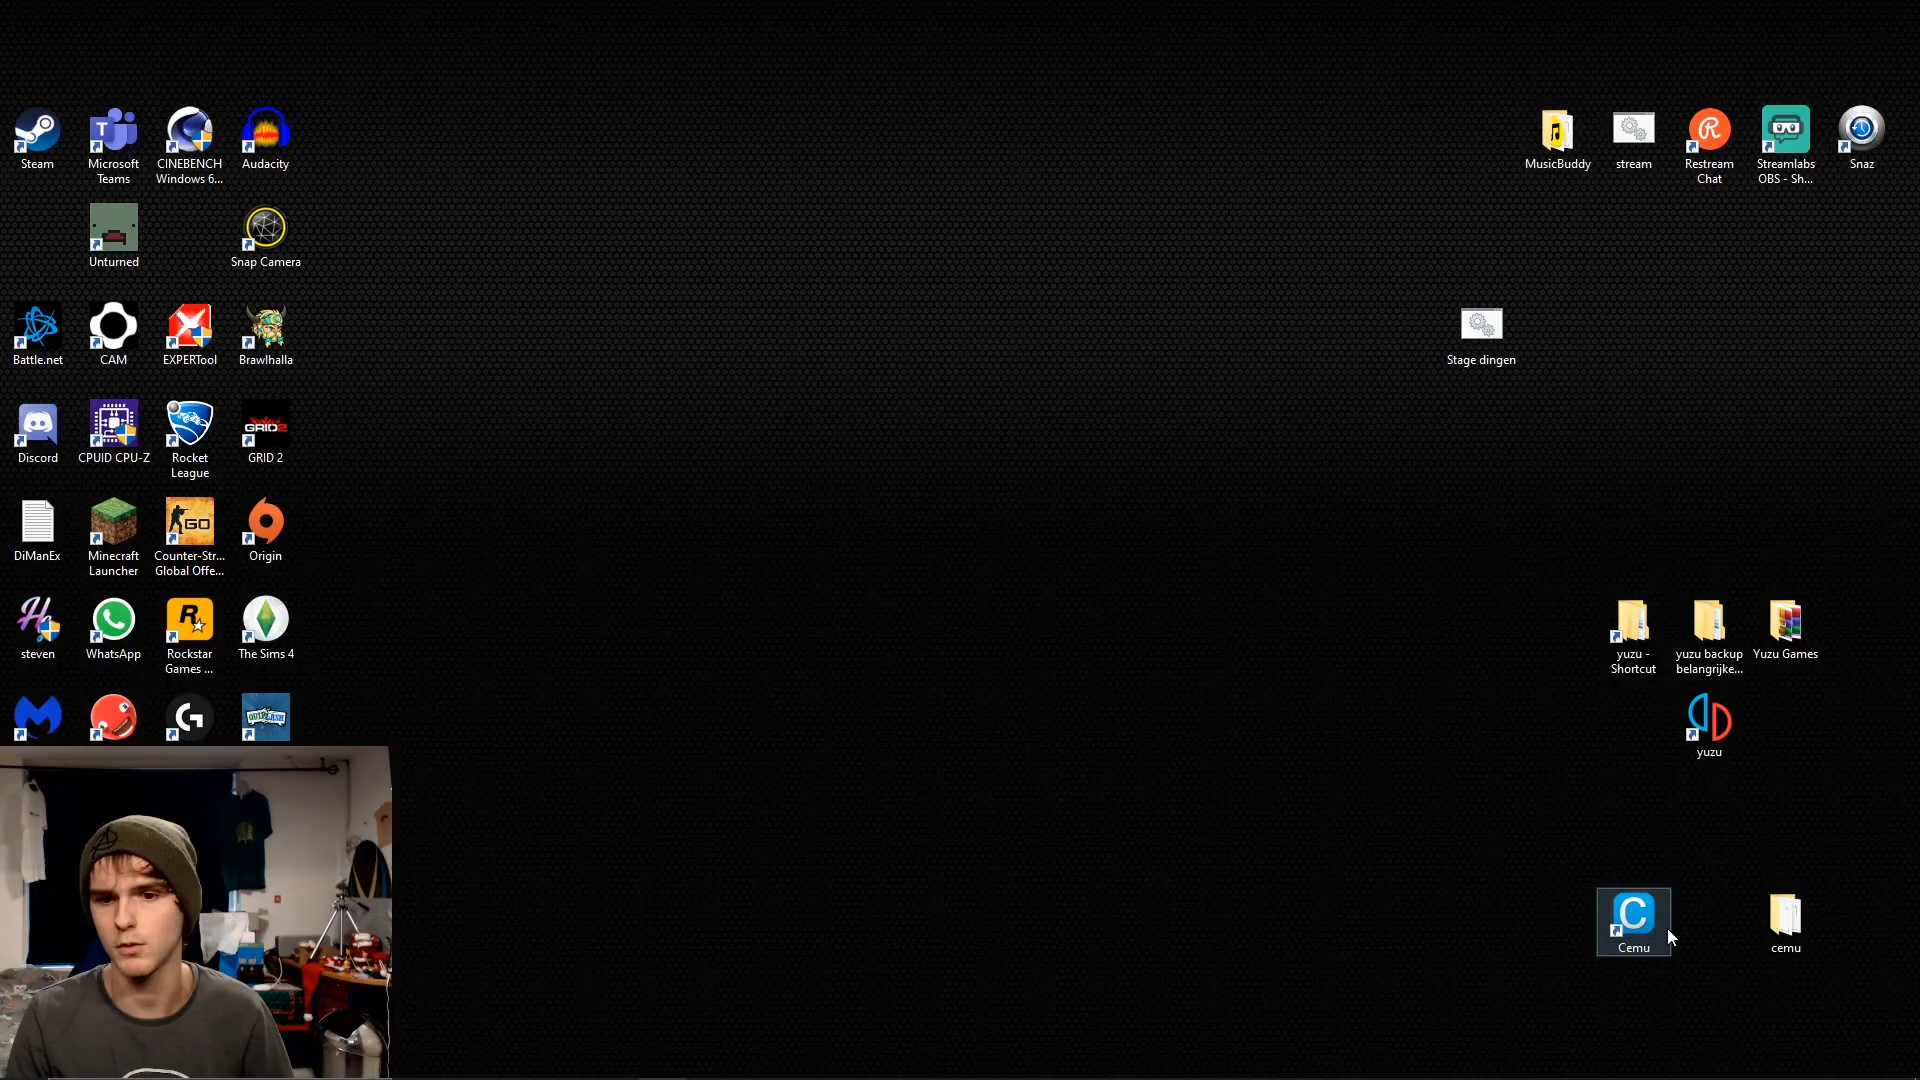 Steam
Microsoft
Teams
CINEBENCH
Windows 6...
Audacity
MusicBuddy
stream
Restream
Chat
Streamlabs
OBS - Sh...
Snaz
Unturned
Snap Camera
Battle.net
CAM
EXPERTool
Brawlhalla
Stage dingen
Discord
CPUID CPU-Z
Rocket
League
GRID2
GRID 2
DiManEx
Minecraft
Launcher
GO
Counter-Str...
Global Offe...
Origin
steven
WhatsApp
Rockstar
Games ...
The Sims 4
yuzu -
Shortcut
yuzu backup
belangrijke...
Yuzu Games
QUIPLASH
yuzu
Cemu
cemu